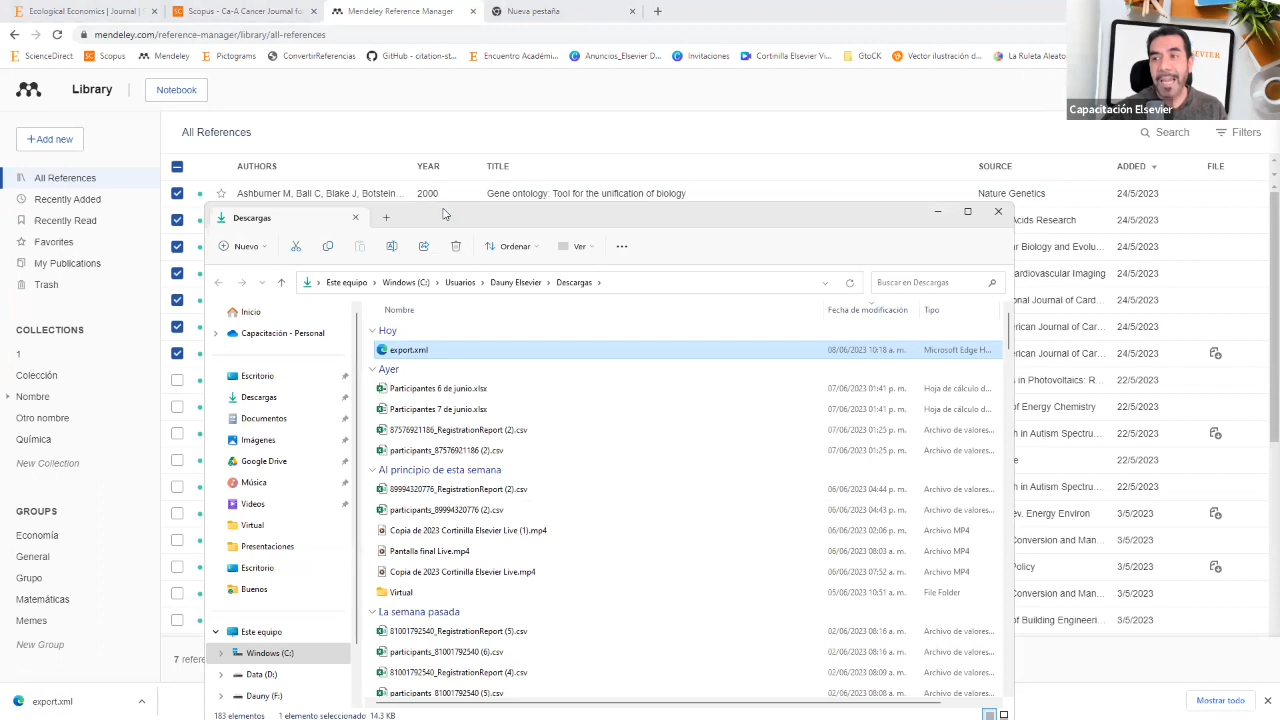 Ecological Economics | Journal | S
Scopus - Ca-A Cancer Journal for
Mendeley Reference Manager
Nueva pestaña
mendeley.com/reference-manager/all-references
ScienceDirect
Scopus
Mendeley
Pictograms
ConvertirReferencias
GitHub - citation-st...
Encuentro Académi...
Anuncios_Elsevier D...
Invitaciones
Cortinilla Elsevier Vi...
GtoCK
Vector ilustración d...
La Ruleta Aleato
Capacitación Elsevier
Library
Notebook
+ Add new
All References
Recently Added
Recently Read
Favorites
My Publications
Trash
COLLECTIONS
1
Colección
Nombre
Otro nombre
Química
New Collection
GROUPS
Economía
General
Grupo
Matemáticas
Memes
New Group
All References
Search
Filters
AUTHORS
YEAR
TITLE
SOURCE
ADDED
FILE
Ashburner M, Ball C, Blake J, Botstein...
2000
Gene ontology: Tool for the unification of biology
Nature Genetics
24/5/2023
Acids Research
24/5/2023
ar Biology and Evolu...
24/5/2023
Cardiovascular Imaging
24/5/2023
onal Journal of Card...
24/5/2023
erican Journal of Car...
24/5/2023
erican Journal of Car...
24/5/2023
s in Photovoltaics: R...
22/5/2023
of Energy Chemistry
22/5/2023
h in Autism Spectru...
22/5/2023
e
22/5/2023
h in Autism Spectru...
22/5/2023
ev. Energy Environ
3/5/2023
Conversion and Man...
3/5/2023
Policy
3/5/2023
Conversion and Man...
3/5/2023
of Building Engineeri...
3/5/2023
7 refere
Descargas
Nuevo
Ordenar
Ver
Este equipo
Windows (C:)
Usuarios
Dauny Elsevier
Descargas
Buscar en Descargas
Inicio
Capacitación - Personal
Escritorio
Descargas
Documentos
Imágenes
Google Drive
Música
Videos
Virtual
Presentaciones
Escritorio
Buenos
Este equipo
Windows (C:)
Data (D:)
Dauny (F:)
Nombre
Fecha de modificación
Tipo
Hoy
export.xml
08/06/2023 10:18 a. m.
Microsoft Edge H...
Ayer
Participantes 6 de junio.xlsx
07/06/2023 01:41 p. m.
Hoja de cálculo d...
Participantes 7 de junio.xlsx
07/06/2023 01:41 p. m.
Hoja de cálculo d...
87576921186_RegistrationReport (2).csv
07/06/2023 01:25 p. m.
Archivo de valores...
participants_87576921186 (2).csv
07/06/2023 01:25 p. m.
Archivo de valores...
Al principio de esta semana
89994320776_RegistrationReport (2).csv
06/06/2023 04:44 p. m.
Archivo de valores...
participants_89994320776 (2).csv
06/06/2023 04:43 p. m.
Archivo de valores...
Copia de 2023 Cortinilla Elsevier Live (1).mp4
06/06/2023 02:06 p. m.
Archivo MP4
Pantalla final Live.mp4
06/06/2023 08:03 a. m.
Archivo MP4
Copia de 2023 Cortinilla Elsevier Live.mp4
06/06/2023 07:52 a. m.
Archivo MP4
Virtual
05/06/2023 10:51 a. m.
File Folder
La semana pasada
81001792540_RegistrationReport (5).csv
02/06/2023 08:16 a. m.
Archivo de valores...
participants_81001792540 (6).csv
02/06/2023 08:16 a. m.
Archivo de valores...
81001792540_RegistrationReport (4).csv
02/06/2023 08:09 a. m.
Archivo de valores...
participants 81001792540 (5).csv
02/06/2023 08:08 a. m.
Archivo de valores...
183 elementos
1 elemento seleccionado
14.3 KB
export.xml
Mostrar todo